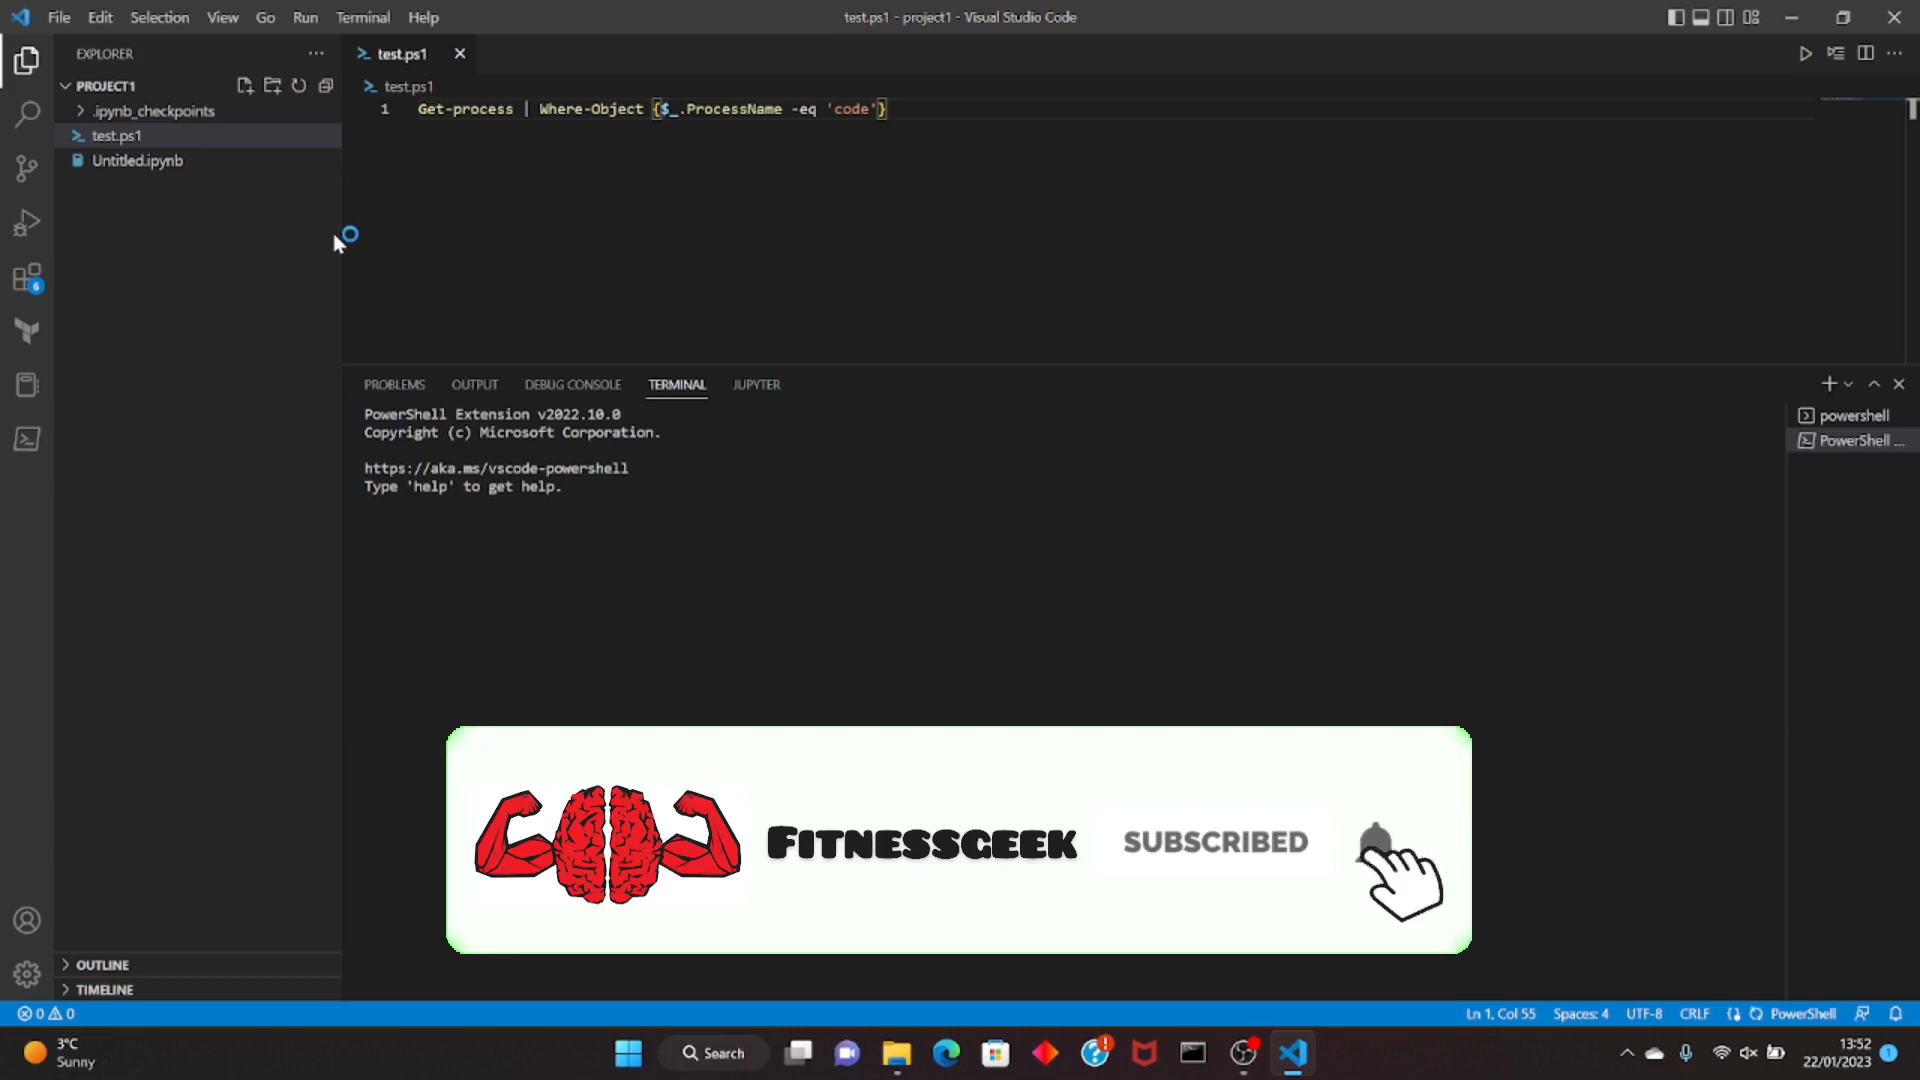 File Edit Selection View Go Run Terminal Help
test.ps1 - project1 - Visual Studio Code
EXPLORER
PROJECT1
.ipynb_checkpoints
test.ps1
Untitled.ipynb
OUTLINE
TIMELINE
test.ps1
test.ps1
1 Get-process | Where-Object {$_.ProcessName -eq 'code'}
PROBLEMS OUTPUT DEBUG CONSOLE TERMINAL JUPYTER
PowerShell Extension v2022.10.0
Copyright (c) Microsoft Corporation.
https://aka.ms/vscode-powershell
Type 'help' to get help.
powershell
PowerShell ...
6
FITNESSGEEK SUBSCRIBED
0 0
Ln 1, Col 55 Spaces: 4 UTF-8 CRLF {} PowerShell
3°C
Sunny
Search
13:52
22/01/2023
1